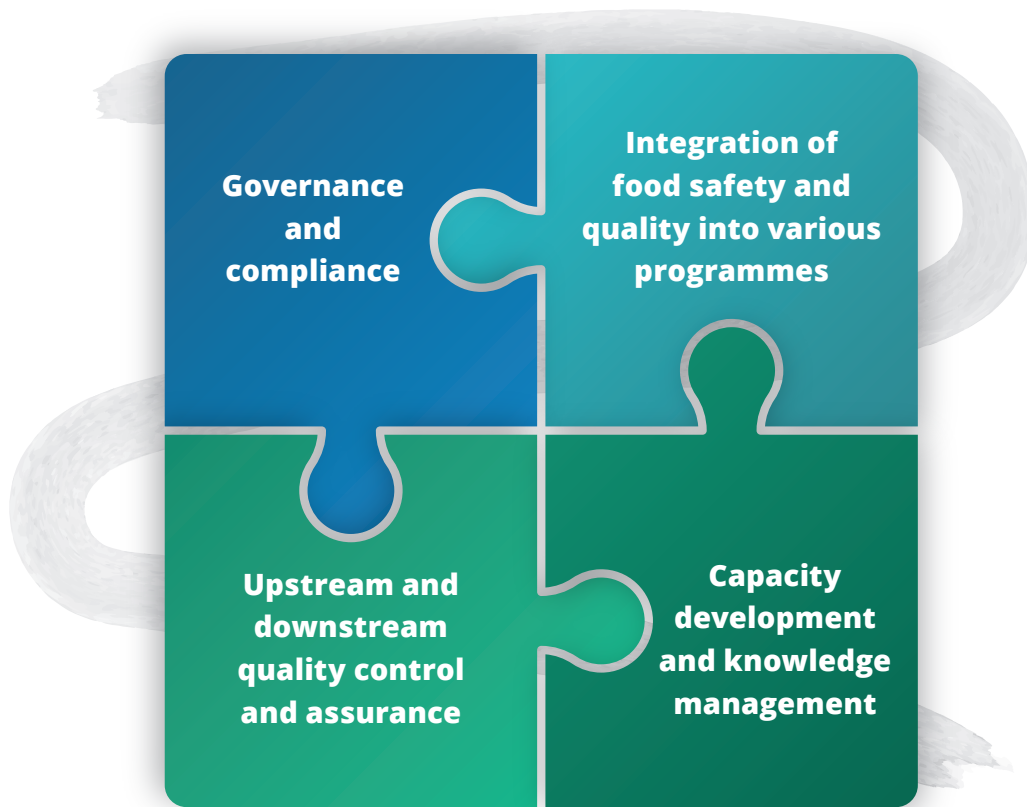 Governance
and
compliance
Integration of
food safety and
quality into various
programmes
Upstream and
downstream
quality control
and assurance
Capacity
development
and knowledge
management